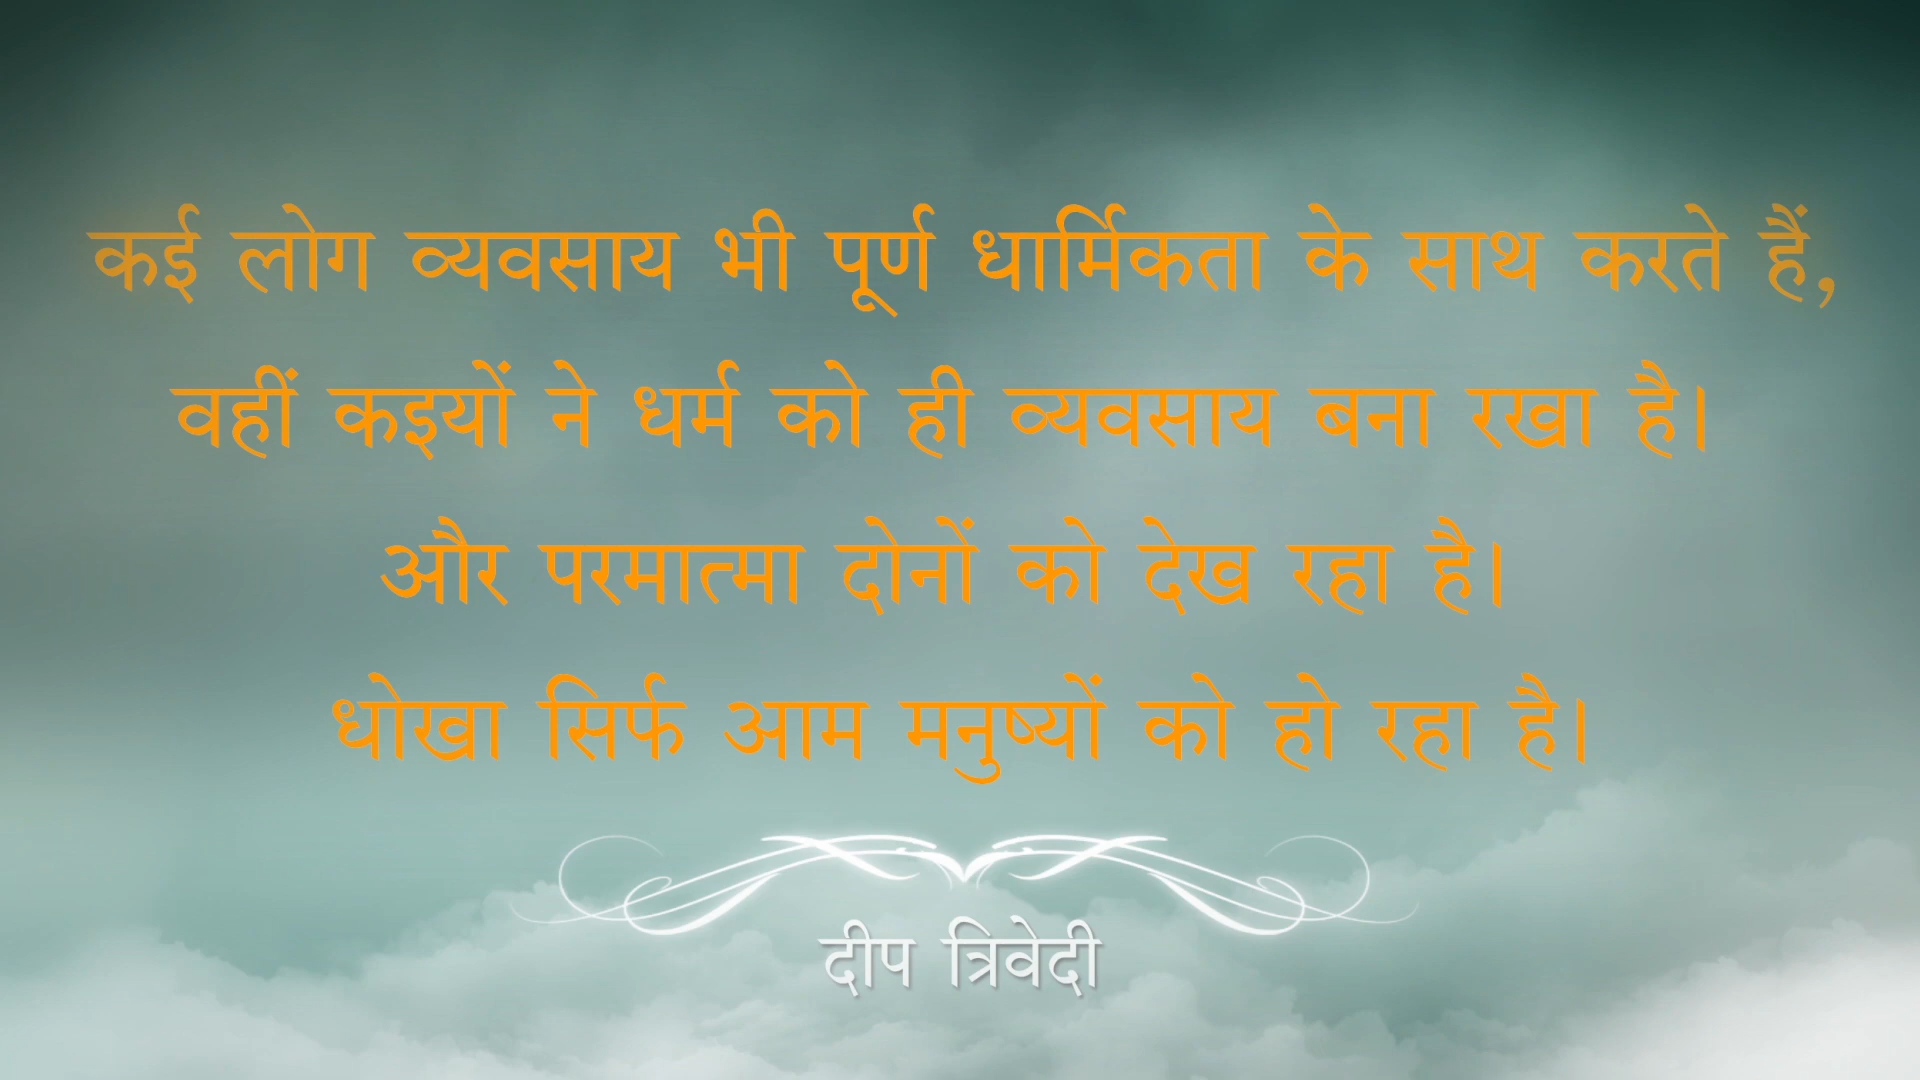 कई लोग व्यवसाय भी पूर्ण धार्मिकता के साथ करते हैं,
वहीं कइयों ने धर्म को ही व्यवसाय बना रखा है।
और परमात्मा दोनों को देख रहा है।
धोखा सिर्फ आम मनुष्यों को हो रहा है।
दीप त्रिवेदी